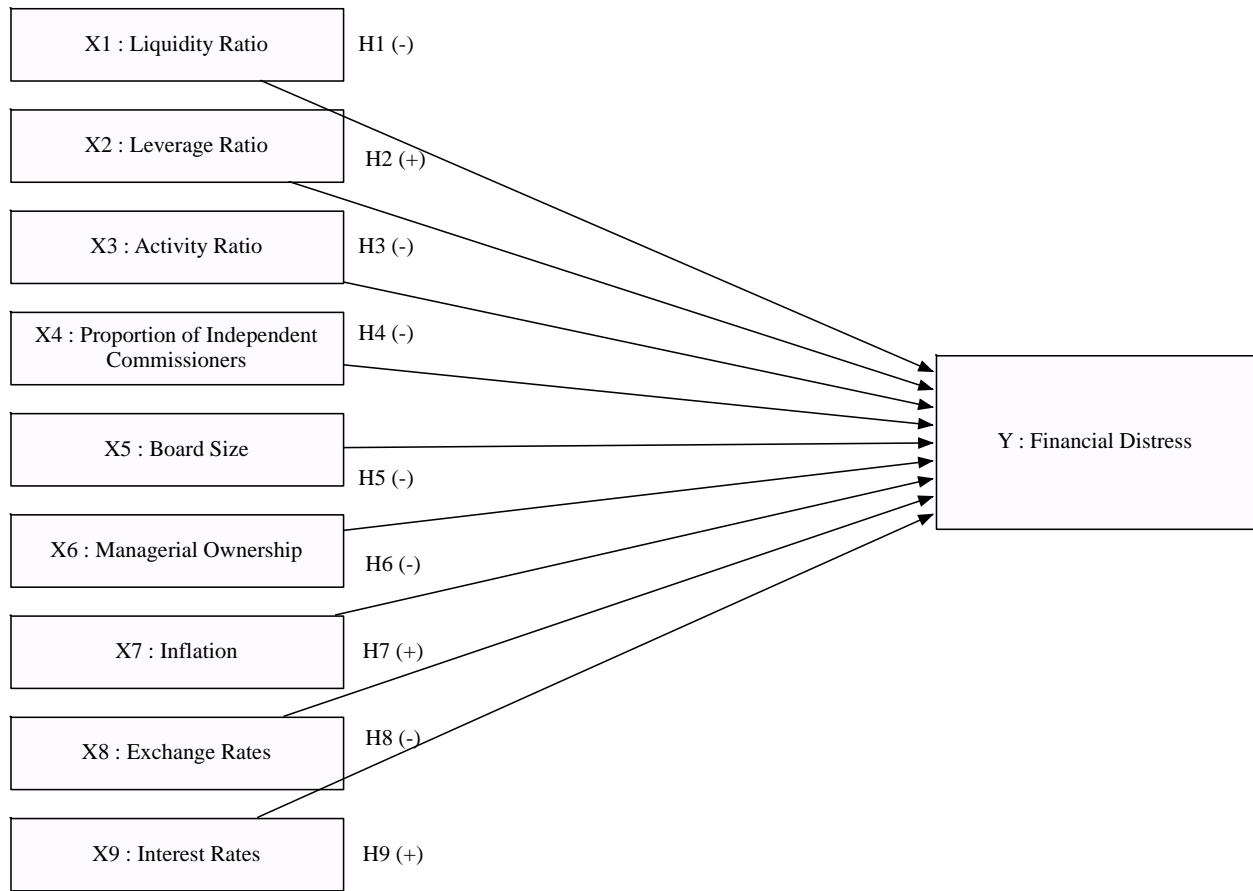 X1 : Liquidity Ratio
H1 (-)
X2 : Leverage Ratio
H2 (+)
X3 : Activity Ratio
H3 (-)
X4 : Proportion of Independent
Commissioners
H4 (-)
X5 : Board Size
H5 (-)
X6 : Managerial Ownership
H6 (-)
X7 : Inflation
H7 (+)
X8 : Exchange Rates
H8 (-)
X9 : Interest Rates
H9 (+)
Y : Financial Distress